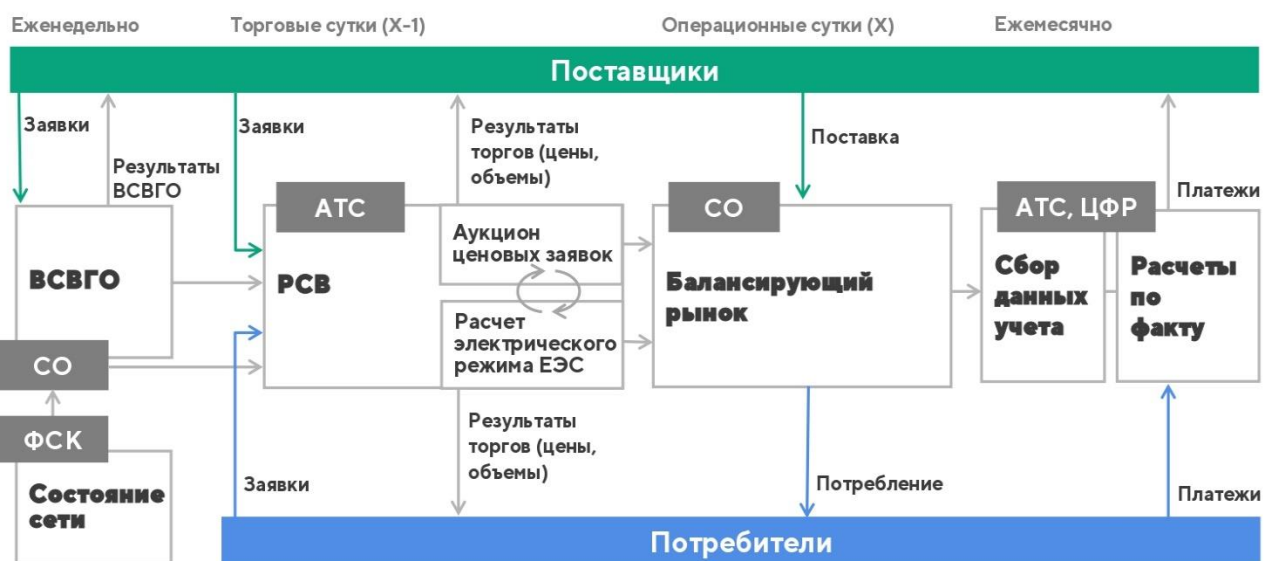 Еженедельно
Торговые сутки (X-1)
Операционные сутки (X)
Ежемесячно
Поставщики
Заявки
Результаты
ВСВГО
Заявки
Результаты
торгов (цены,
объемы)
Поставка
Платежи
ВСВГО
СО
ФСК
Состояние
сети
АТС
РСВ
Аукцион
ценовых заявок
Расчет
электрического
режима ЕЭС
СО
Балансирующий
рынок
АТС, ЦФР
Сбор
данных
учета
Расчеты
по
факту
Заявки
Результаты
торгов (цены,
объемы)
Потребление
Платежи
Потребители